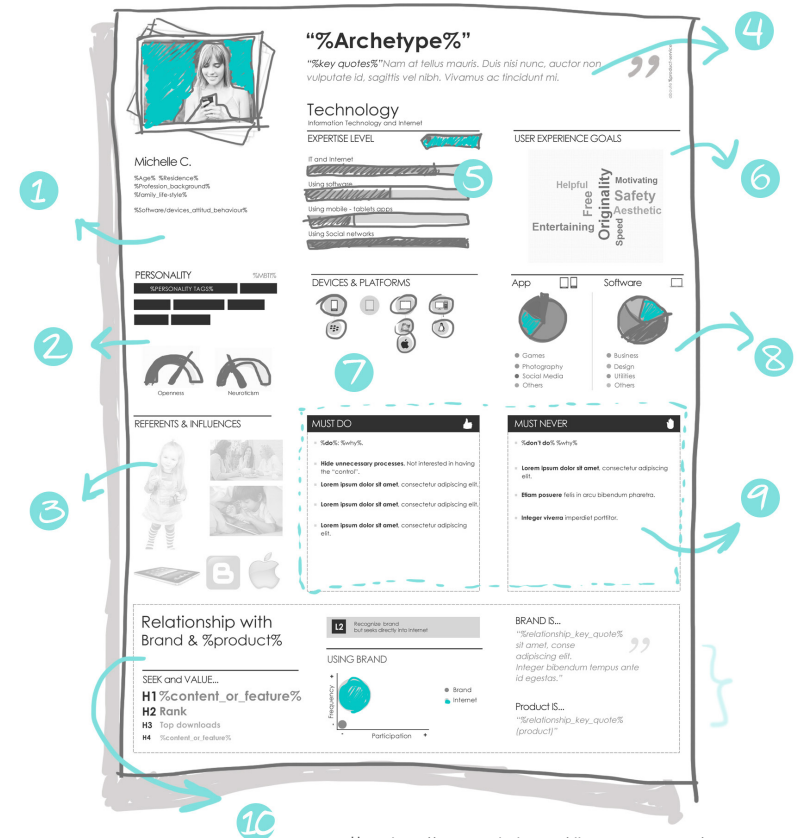 "%Archetype%"
"%key quotes%"Nam at tellus mauris. Duis nisi nunc, auctor non
vulputate id, sagittis vel nibh. Vivamus ac tincidunt mi.
4
Technology
Information Technology and Internet
EXPERTISE LEVEL
IT and Internet
Using software
Using mobile - tablets apps
Using Social networks
5
USER EXPERIENCE GOALS
Helpful
Free
Originality
Motivating
Safety
Aesthetic
Entertaining
Speed
6
Michelle C.
%Age% %Residence%
%Profession_background%
%family_life-style%
%Software/devices_attitud_behaviour%
1
PERSONALITY
%MBTI%
%PERSONALITY TAGS%
Openness
Neuroticism
2
DEVICES & PLATFORMS
7
App
Games
Photography
Social Media
Others
Software
Business
Design
Utilities
Others
8
REFERENTS & INFLUENCES
3
MUST DO
%do%: %why%.
Hide unnecessary processes. Not interested in having
the "control".
Lorem ipsum dolor sit amet, consectetur adipiscing elit.
Lorem ipsum dolor sit amet, consectetur adipiscing elit.
Lorem ipsum dolor sit amet, consectetur adipiscing
elit.
MUST NEVER
%don't do% %why%
Lorem ipsum dolor sit amet, consectetur adipiscing
elit.
Etiam posuere felis in arcu bibendum pharetra.
Integer viverra imperdiet porttitor.
9
Relationship with
Brand & %product%
SEEK and VALUE...
H1 %content_or_feature%
H2 Rank
H3 Top downloads
H4 %content_or_feature%
L2
Recognize brand
but seeks directly into Internet
USING BRAND
+
Frequency
-
- Participation +
Brand
Internet
BRAND IS...
"%relationship_key_quote%
sit amet, conse
adipiscing elit.
Integer bibendum tempus ante
id egestas."
Product IS...
"%relationship_key_quote%
(product)"
10